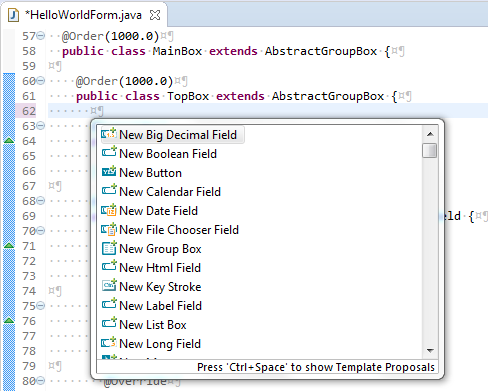 *HelloWorldForm.java
57 @Order(1000.0)¤¶
58 public class MainBox extends AbstractGroupBox {¤¶
59 ¤¶
60 @Order(1000.0)¤¶
61 public class TopBox extends AbstractGroupBox {¤¶
62 ¤¶
63
64
65
66
67 ¤¶
68
69 eld {¤¶
70
71
72
73
74 ¤¶
75
76
77
78
79 ¤¶
80 @Override¤¶
New Big Decimal Field
New Boolean Field
New Button
New Calendar Field
New Date Field
New File Chooser Field
New Group Box
New Html Field
New Key Stroke
New Label Field
New List Box
New Long Field
Press 'Ctrl+Space' to show Template Proposals